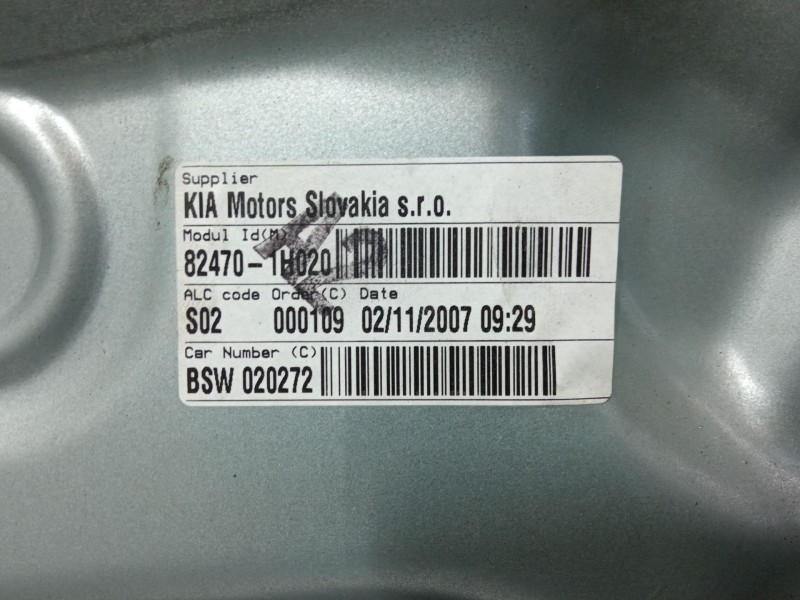 Supplier
KIA Motors Slovakia s.r.o.
Modul Id(M)
82470-1H020
ALC code Order(C) Date
S02 000109 02/11/2007 09:29
Car Number (C)
BSW 020272